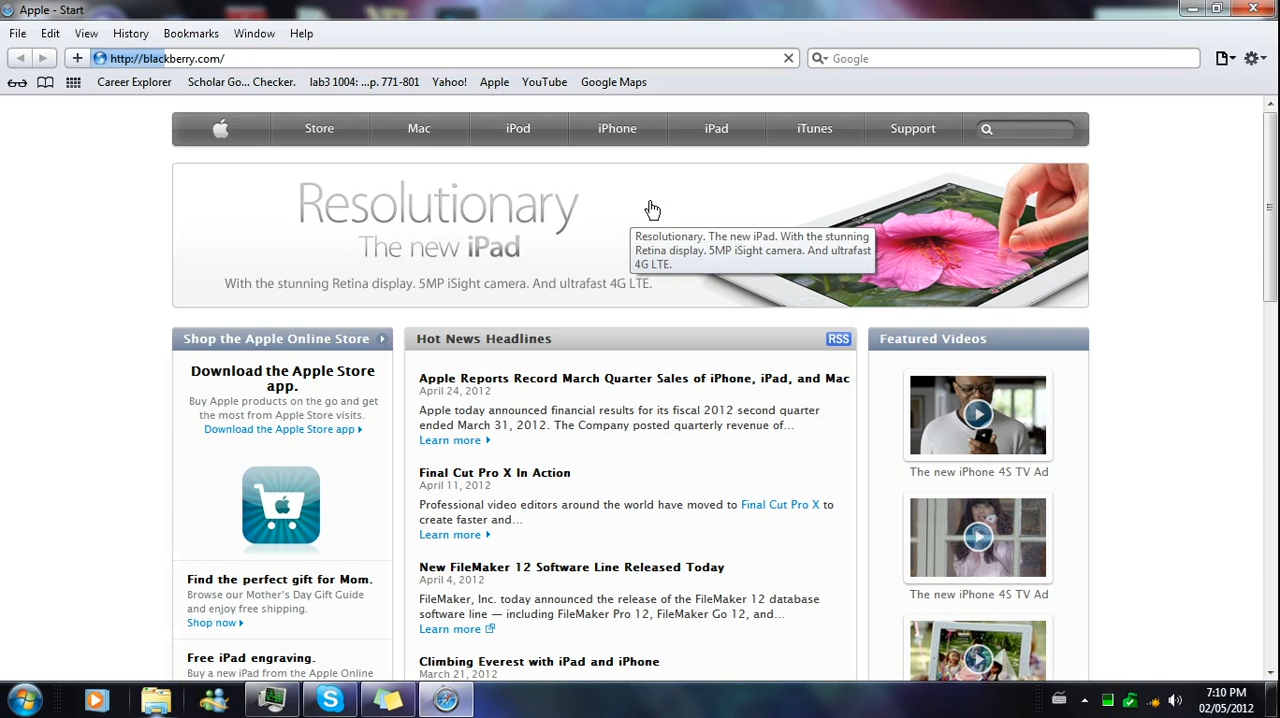 Apple - Start
File Edit View History Bookmarks Window Help
http://blackberry.com/
Google
Career Explorer Scholar Go... Checker. lab3 1004: ...p. 771-801 Yahoo! Apple YouTube Google Maps
Store Mac iPod iPhone iPad iTunes Support
Resolutionary
The new iPad
With the stunning Retina display. 5MP iSight camera. And ultrafast 4G LTE.
Resolutionary. The new iPad. With the stunning
Retina display. 5MP iSight camera. And ultrafast
4G LTE.
Shop the Apple Online Store
Download the Apple Store
app.
Buy Apple products on the go and get
the most from Apple Store visits.
Download the Apple Store app
Find the perfect gift for Mom.
Browse our Mother's Day Gift Guide
and enjoy free shipping.
Shop now
Free iPad engraving.
Buy a new iPad from the Apple Online
Hot News Headlines
RSS
Apple Reports Record March Quarter Sales of iPhone, iPad, and Mac
April 24, 2012
Apple today announced financial results for its fiscal 2012 second quarter
ended March 31, 2012. The Company posted quarterly revenue of...
Learn more
Final Cut Pro X In Action
April 11, 2012
Professional video editors around the world have moved to Final Cut Pro X to
create faster and...
Learn more
New FileMaker 12 Software Line Released Today
April 4, 2012
FileMaker, Inc. today announced the release of the FileMaker 12 database
software line — including FileMaker Pro 12, FileMaker Go 12, and...
Learn more
Climbing Everest with iPad and iPhone
March 21, 2012
Featured Videos
The new iPhone 4S TV Ad
The new iPhone 4S TV Ad
7:10 PM
02/05/2012